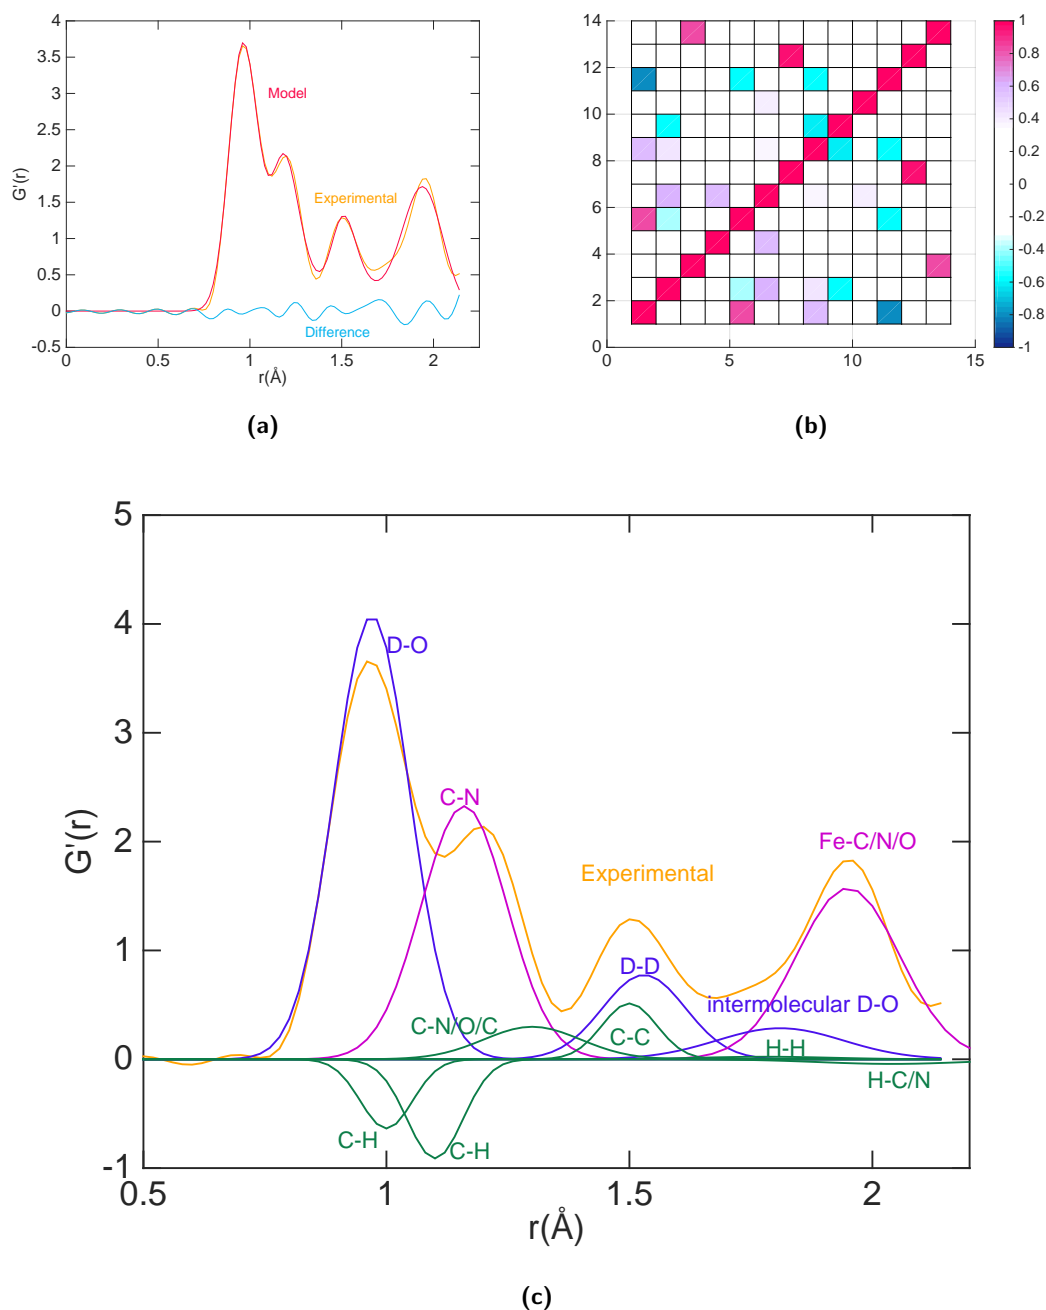 4
3.5
3
2.5
2
1.5
1
0.5
0
-0.5
G'(r)
Model
Experimental
Difference
0 0.5 1 1.5 2
r(Å)
(a)
14
12
10
8
6
4
2
0
0 5 10 15
1
0.8
0.6
0.4
0.2
0
-0.2
-0.4
-0.6
-0.8
-1
(b)
5
4
3
2
1
0
-1
G'(r)
D-O
C-N
Fe-C/N/O
Experimental
D-D
intermolecular D-O
C-N/O/C
C-C
H-H
H-C/N
C-H
C-H
0.5 1 1.5 2
r(Å)
(c)